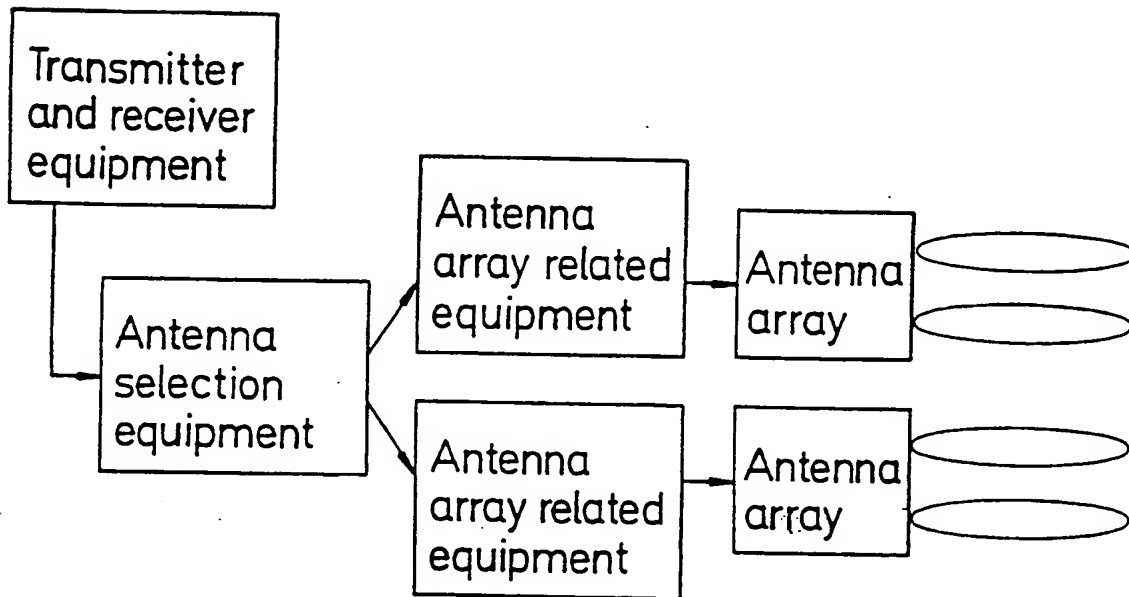 Transmitter
and receiver
equipment
Antenna
selection
equipment
Antenna
array related
equipment
Antenna
array
Antenna
array related
equipment
Antenna
array